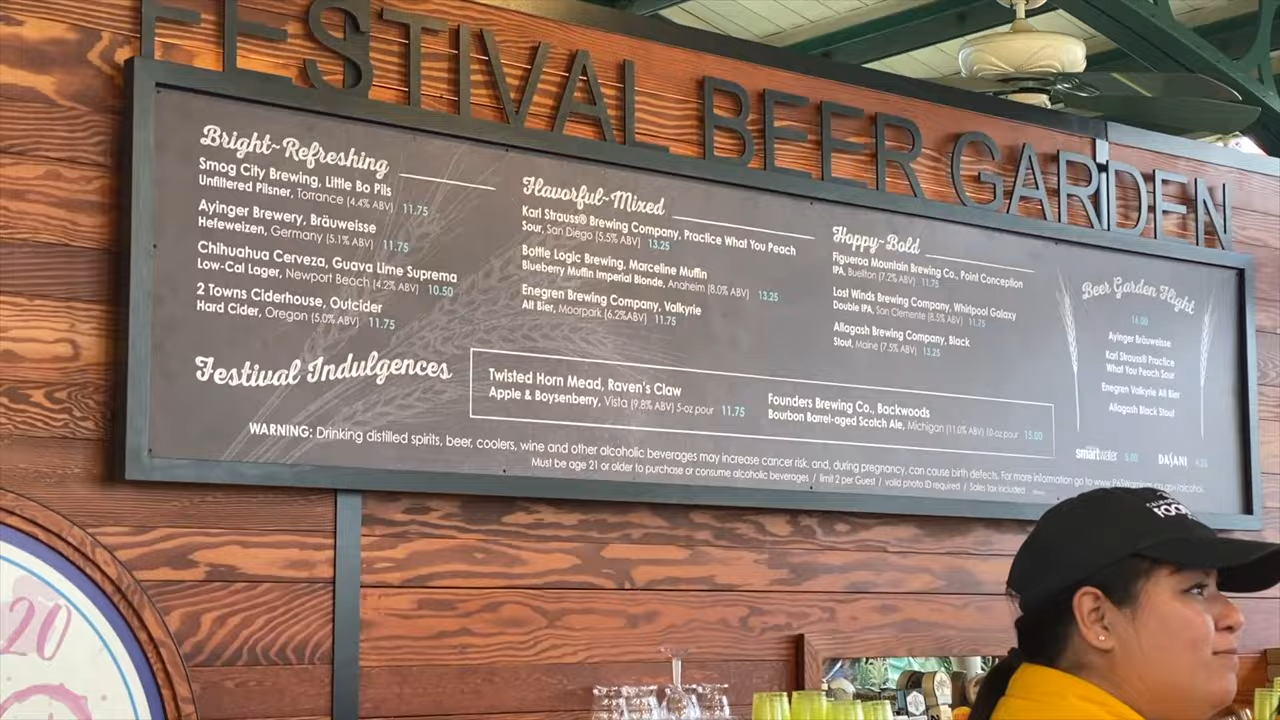 FESTIVAL BEER GARDEN
Bright~Refreshing
Smog City Brewing, Little Bo Pils
Unfiltered Pilsner, Torrance (4.4% ABV) 11.75
Ayinger Brewery, Bräuweisse
Hefeweizen, Germany (5.1% ABV) 11.75
Chihuahua Cerveza, Guava Lime Suprema
Low-Cal Lager, Newport Beach (4.2% ABV) 10.50
2 Towns Ciderhouse, Outcider
Hard Cider, Oregon (5.0% ABV) 11.75
Flavorful~Mixed
Karl Strauss® Brewing Company, Practice What You Peach
Sour, San Diego (5.5% ABV) 13.25
Bottle Logic Brewing, Marceline Muffin
Blueberry Muffin Imperial Blonde, Anaheim (8.0% ABV) 13.25
Enegren Brewing Company, Valkyrie
Alt Bier, Moorpark (6.2%ABV) 11.75
Hoppy~Bold
Figueroa Mountain Brewing Co., Point Conception
IPA, Buellton (7.2% ABV) 11.75
Lost Winds Brewing Company, Whirlpool Galaxy
Double IPA, San Clemente (8.5% ABV) 11.75
Allagash Brewing Company, Black
Stout, Maine (7.5% ABV) 13.25
Beer Garden Flight
16.00
Ayinger Bräuweisse
Karl Strauss® Practice
What You Peach Sour
Enegren Valkyrie Alt Bier
Allagash Black Stout
Festival Indulgences
Twisted Horn Mead, Raven's Claw
Apple & Boysenberry, Vista (9.8% ABV) 5-oz pour 11.75
Founders Brewing Co., Backwoods
Bourbon Barrel-aged Scotch Ale, Michigan (11.0% ABV) 10-oz pour 15.00
smartwater 5.00 DASANI 4.25
WARNING: Drinking distilled spirits, beer, coolers, wine and other alcoholic beverages may increase cancer risk, and, during pregnancy, can cause birth defects. For more information go to www.P65Warnings.ca.gov/alcohol.
Must be age 21 or older to purchase or consume alcoholic beverages / limit 2 per Guest / valid photo ID required / Sales tax included
20